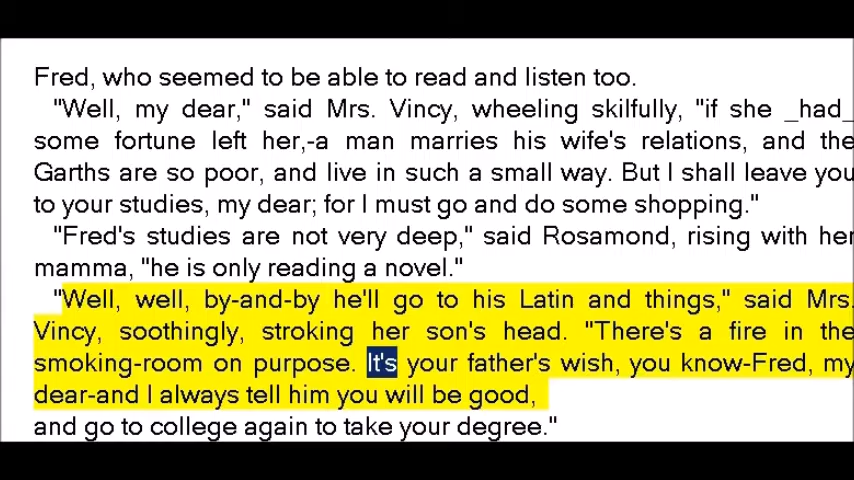 Fred, who seemed to be able to read and listen too.
"Well, my dear," said Mrs. Vincy, wheeling skilfully, "if she _had_
some fortune left her,-a man marries his wife's relations, and the
Garths are so poor, and live in such a small way. But I shall leave you
to your studies, my dear; for I must go and do some shopping."
"Fred's studies are not very deep," said Rosamond, rising with her
mamma, "he is only reading a novel."
"Well, well, by-and-by he'll go to his Latin and things," said Mrs.
Vincy, soothingly, stroking her son's head. "There's a fire in the
smoking-room on purpose. It's your father's wish, you know-Fred, my
dear-and I always tell him you will be good,
and go to college again to take your degree."